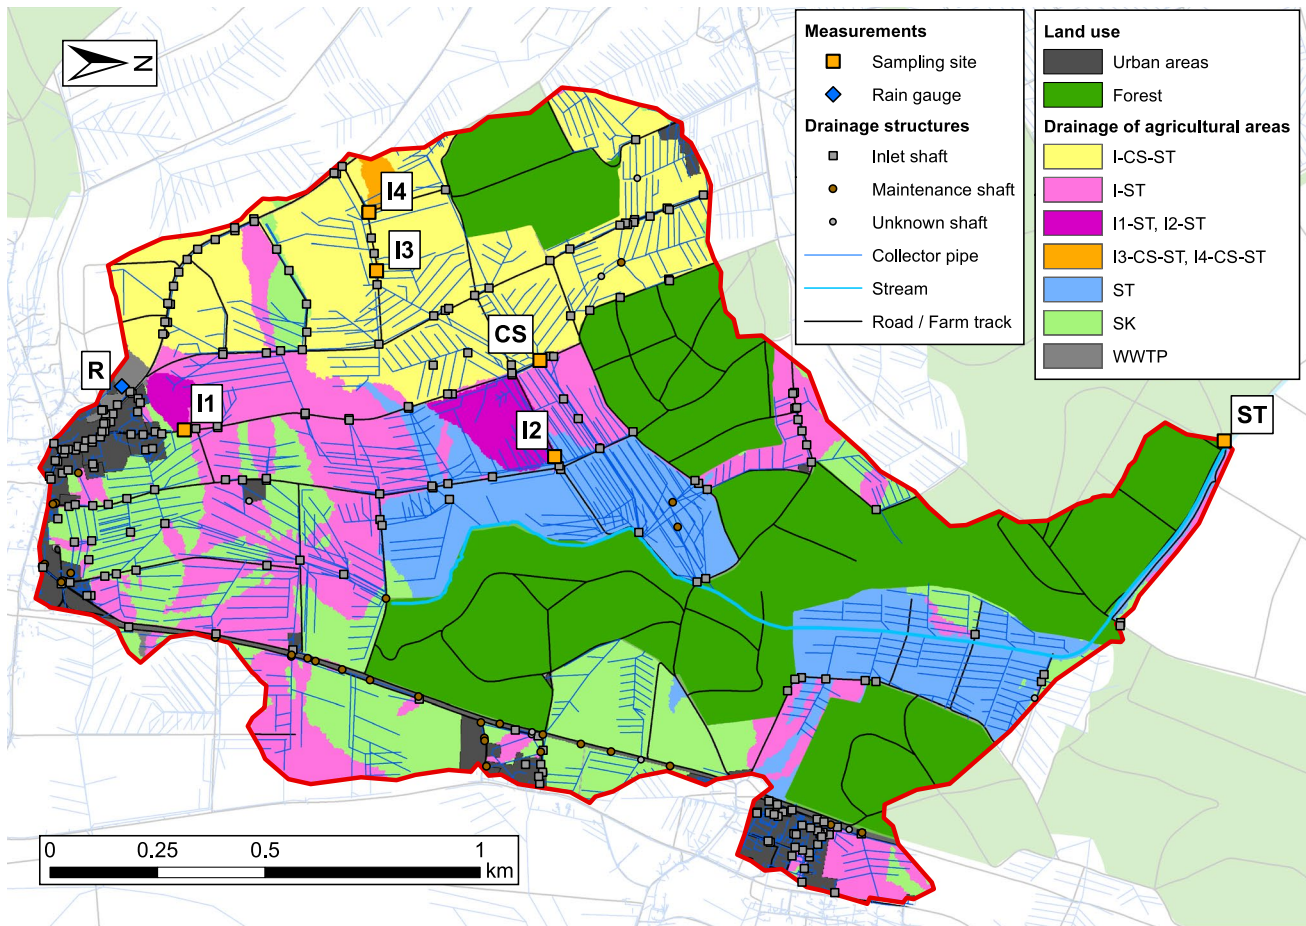 N
Measurements
Sampling site
Rain gauge
Drainage structures
Inlet shaft
Maintenance shaft
Unknown shaft
Collector pipe
Stream
Road / Farm track
Land use
Urban areas
Forest
Drainage of agricultural areas
I-CS-ST
I-ST
I1-ST, I2-ST
I3-CS-ST, I4-CS-ST
ST
SK
WWTP
I4
I3
CS
R
I1
I2
ST
0 0.25 0.5 1
km